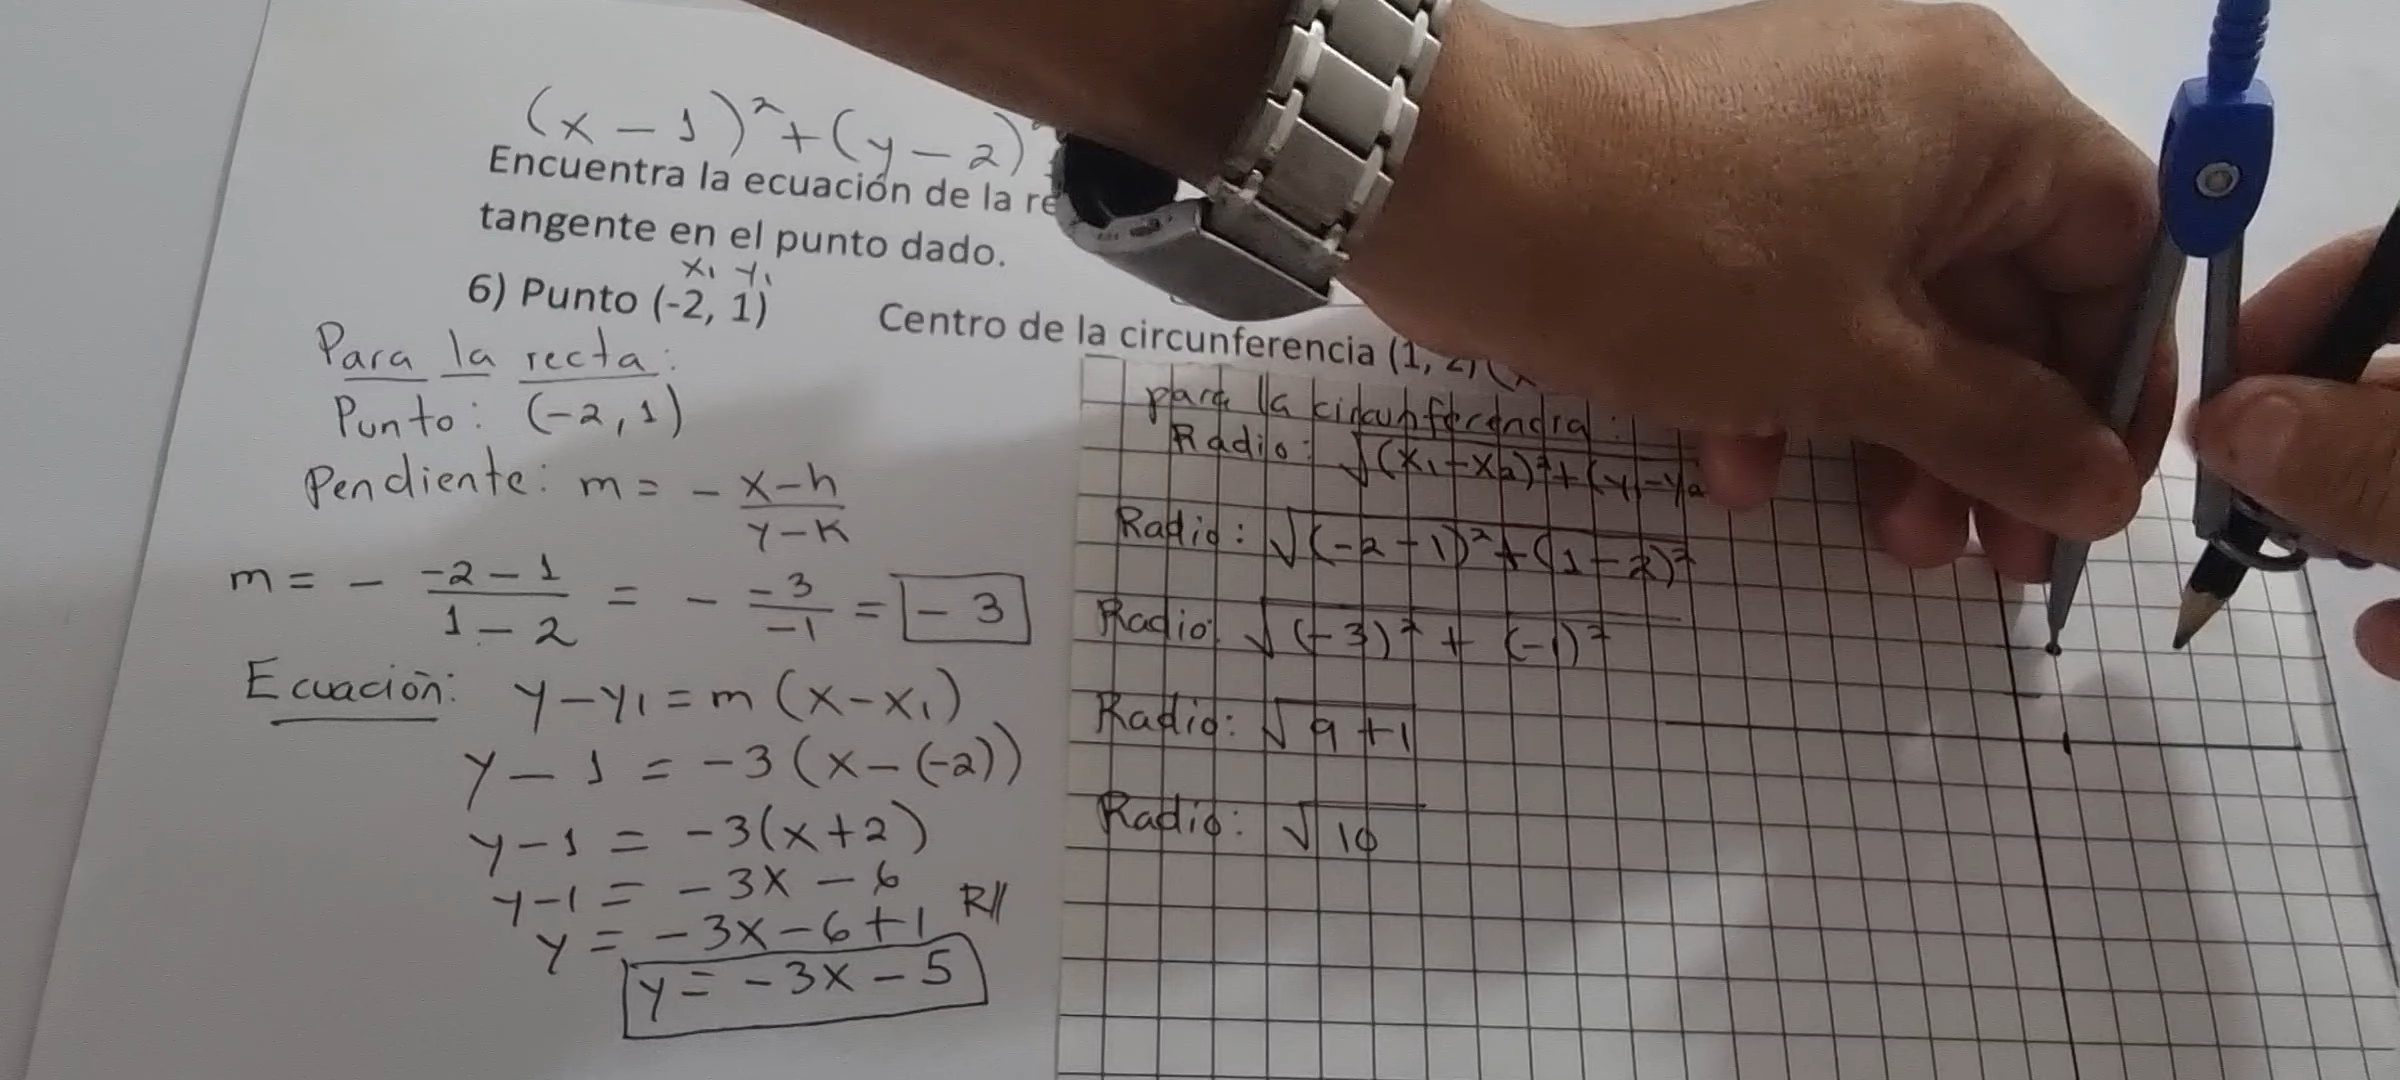 (x - 1)² + (y - 2)
Encuentra la ecuación de la re
tangente en el punto dado.
x₁ y₁
6) Punto (-2, 1)
Centro de la circunferencia (1, 2)
Para la recta:
Punto: (-2, 1)
Pendiente: m = - x-h / y-k
m = - -2-1 / 1-2 = - -3 / -1 = -3
Ecuación: y-y₁ = m (x-x₁)
y - 1 = -3 (x-(-2))
y-1 = -3(x+2)
y-1 = -3x - 6
y = -3x-6+1 R//
y = -3x-5
para la circunferencia:
Radio: √(x₁-x₂)²+(y₁-y₂
Radio: √(-2-1)²+(1-2)²
Radio: √(-3)² + (-1)²
Radio: √9+1
Radio: √10